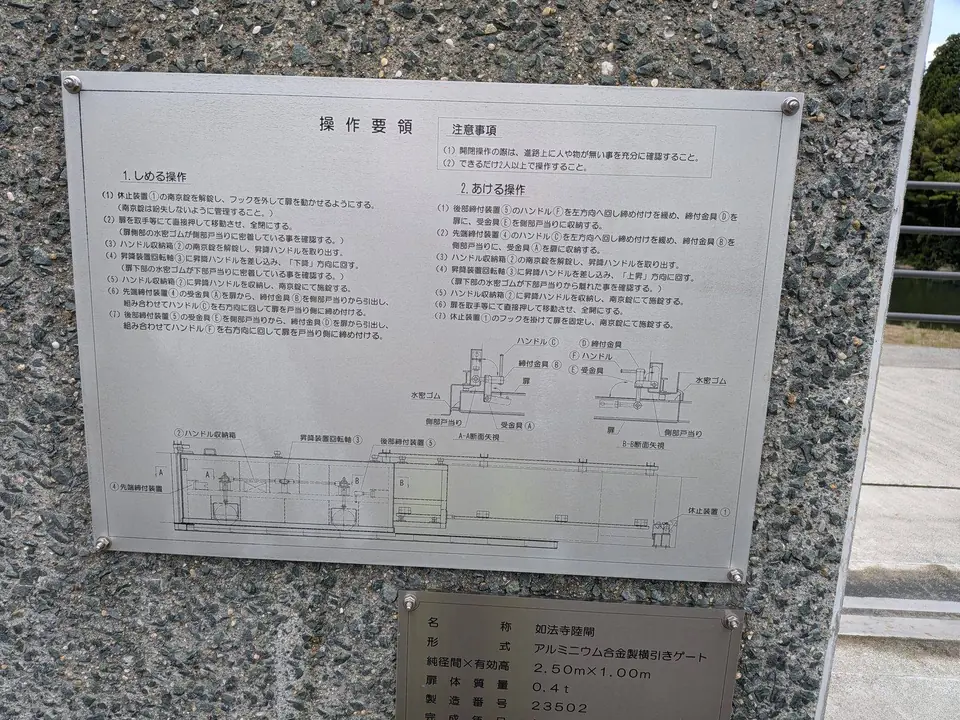 操作要領
注意事項
(1) 開閉操作の際は、進路上に人や物が無い事を充分に確認すること。
(2) できるだけ2人以上で操作すること。
1.しめる操作
(1) 休止装置①の南京錠を解錠し、フックを外して扉を動かせるようにする。
(南京錠は紛失しないように管理すること。)
(2) 扉を取手等にて直接押して移動させ、全閉にする。
(扉側部の水密ゴムが側部戸当りに密着している事を確認する。)
(3) ハンドル収納箱②の南京錠を解錠し、昇降ハンドルを取り出す。
(4) 昇降装置回転軸③に昇降ハンドルを差し込み、「下降」方向に回す。
(扉下部の水密ゴムが下部戸当りに密着している事を確認する。)
(5) ハンドル収納箱②に昇降ハンドルを収納し、南京錠にて施錠する。
(6) 先端締付装置④の受金具Ⓐを扉から、締付金具Ⓑを側部戸当りから引出し、
組み合わせてハンドルⒸを右方向に回して扉を戸当り側に締め付ける。
(7) 後部締付装置⑤の受金具Ⓔを側部戸当りから、締付金具Ⓓを扉から引出し、
組み合わせてハンドルⒻを右方向に回して扉を戸当り側に締め付ける。
2.あける操作
(1) 後部締付装置⑤のハンドルⒻを左方向へ回し締め付けを緩め、締付金具Ⓓを
扉に、受金具Ⓔを側部戸当りに収納する。
(2) 先端締付装置④のハンドルⒸを左方向へ回し締め付けを緩め、締付金具Ⓑを
側部戸当りに、受金具Ⓐを扉に収納する。
(3) ハンドル収納箱②の南京錠を解錠し、昇降ハンドルを取り出す。
(4) 昇降装置回転軸③に昇降ハンドルを差し込み、「上昇」方向に回す。
(扉下部の水密ゴムが下部戸当りから離れた事を確認する。)
(5) ハンドル収納箱②に昇降ハンドルを収納し、南京錠にて施錠する。
(6) 扉を取手等にて直接押して移動させ、全開にする。
(7) 休止装置①のフックを掛けて扉を固定し、南京錠にて施錠する。
ハンドルⒸ
締付金具Ⓑ
扉
水密ゴム
側部戸当り
受金具Ⓐ
A-A断面矢視
Ⓓ締付金具
Ⓕハンドル
Ⓔ受金具
水密ゴム
扉
側部戸当り
B-B断面矢視
②ハンドル収納箱
昇降装置回転軸③
後部締付装置⑤
A
A
B
B
④先端締付装置
休止装置①
名称 如法寺陸閘
形式 アルミニウム合金製横引きゲート
純径間×有効高 2.50m×1.00m
扉体質量 0.4t
製造番号 23502